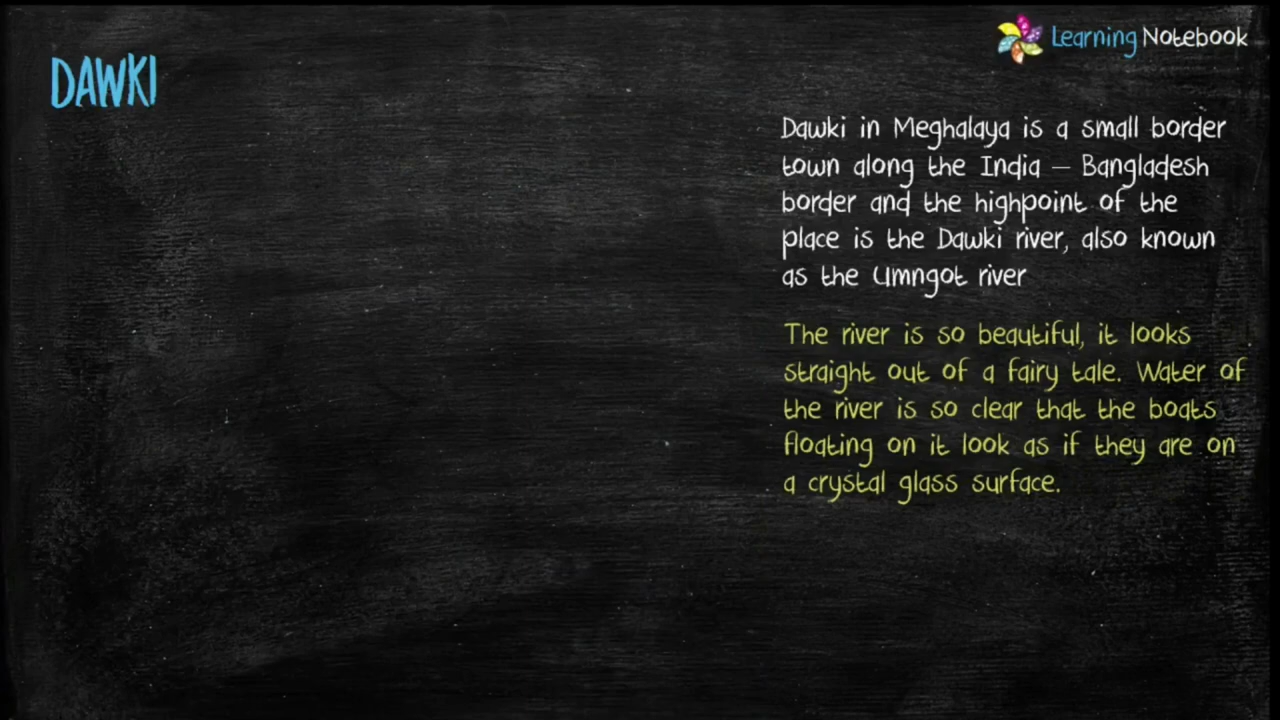 Learning Notebook
DAWKI
Dawki in Meghalaya is a small border
town along the India – Bangladesh
border and the highpoint of the
place is the Dawki river, also known
as the Umngot river
The river is so beautiful, it looks
straight out of a fairy tale. Water of
the river is so clear that the boats
floating on it look as if they are on
a crystal glass surface.